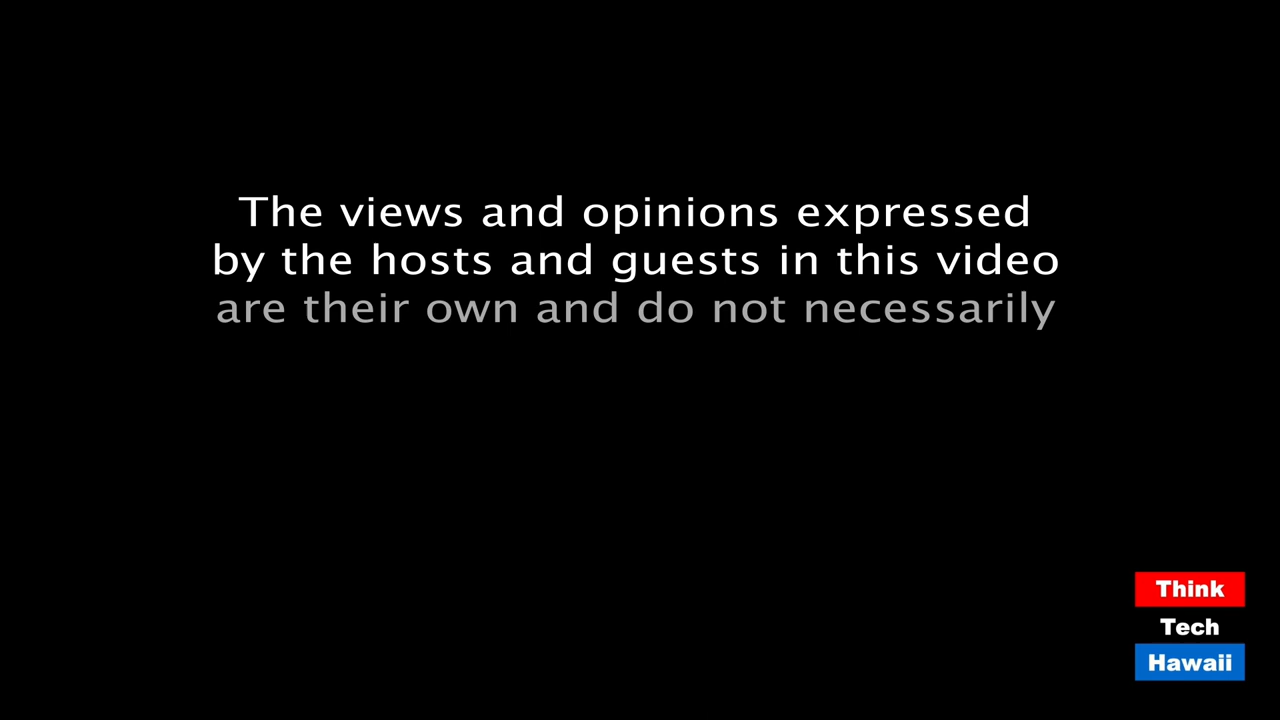 The views and opinions expressed
by the hosts and guests in this video
are their own and do not necessarily
Think
Tech
Hawaii